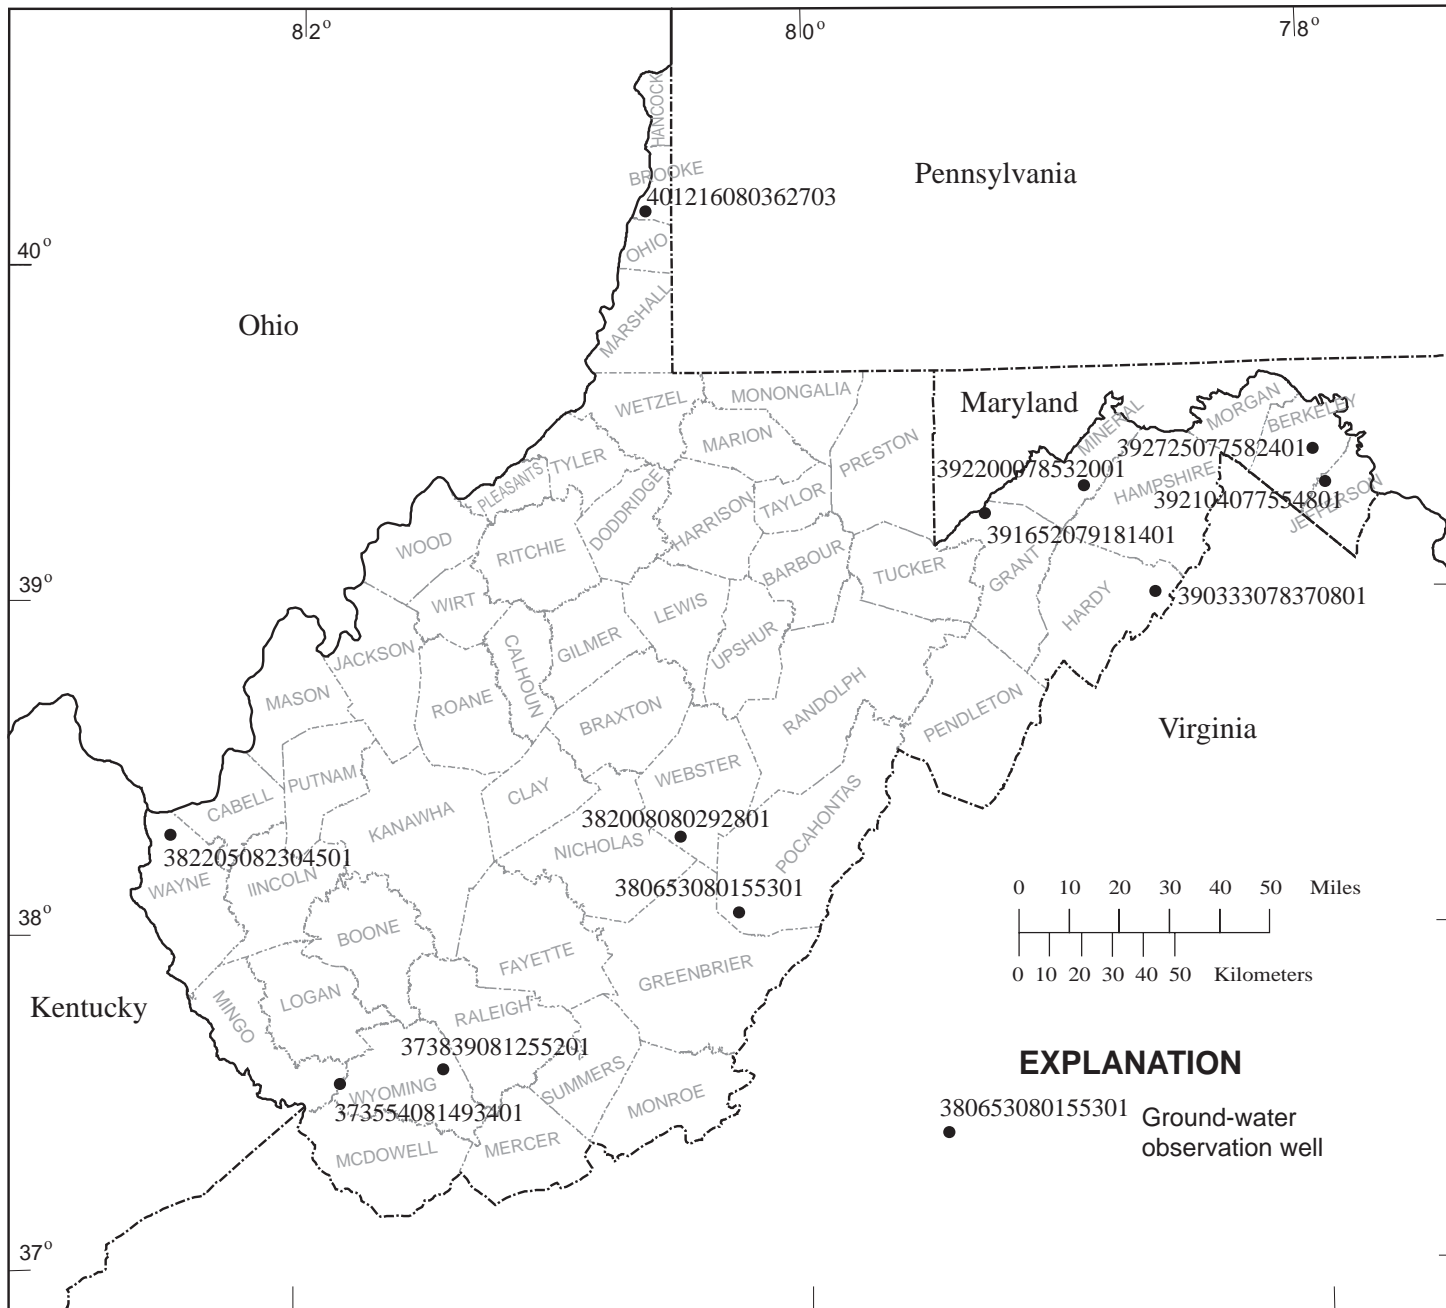 82°
80°
78°
HANCOCK
Pennsylvania
BROOKE
401216080362703
40°
OHIO
Ohio
MARSHALL
WETZEL
MONONGALIA
Maryland
MORGAN
BERKELEY
MARION
PRESTON
MINERAL
392725077582401
TYLER
PLEASANTS
392200078532001
HAMPSHIRE
DODDRIDGE
HARRISON
TAYLOR
392104077554801
JEFFERSON
WOOD
RITCHIE
391652079181401
BARBOUR
TUCKER
GRANT
39°
WIRT
LEWIS
HARDY
390333078370801
JACKSON
CALHOUN
GILMER
UPSHUR
MASON
ROANE
BRAXTON
RANDOLPH
PENDLETON
Virginia
PUTNAM
CABELL
CLAY
WEBSTER
KANAWHA
382008080292801
POCAHONTAS
NICHOLAS
382205082304501
WAYNE
lINCOLN
380653080155301
0 10 20 30 40 50 Miles
38°
BOONE
FAYETTE
GREENBRIER
0 10 20 30 40 50 Kilometers
Kentucky
MINGO
LOGAN
RALEIGH
373839081255201
SUMMERS
EXPLANATION
WYOMING
373554081493401
MONROE
380653080155301
Ground-water
observation well
MCDOWELL
MERCER
37°